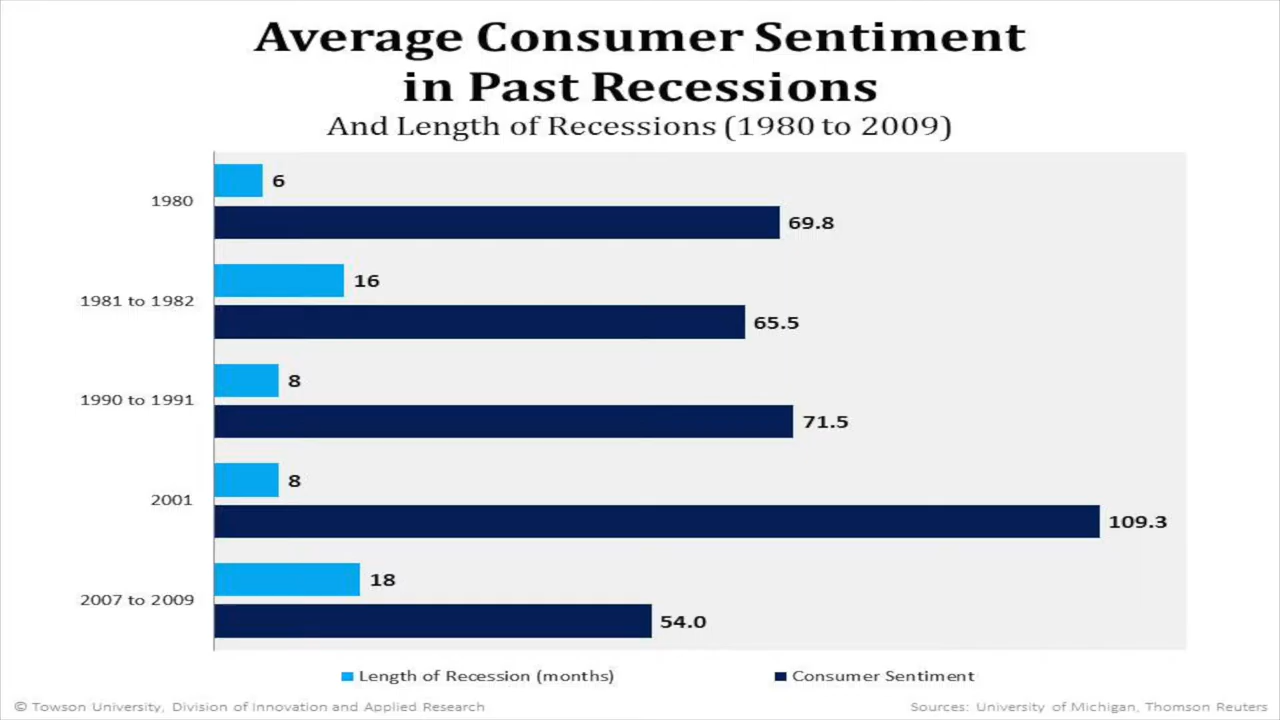 Average Consumer Sentiment
in Past Recessions
And Length of Recessions (1980 to 2009)
6
1980
69.8
16
1981 to 1982
65.5
8
1990 to 1991
71.5
8
2001
109.3
18
2007 to 2009
54.0
Length of Recession (months) Consumer Sentiment
© Towson University, Division of Innovation and Applied Research Sources: University of Michigan, Thomson Reuters